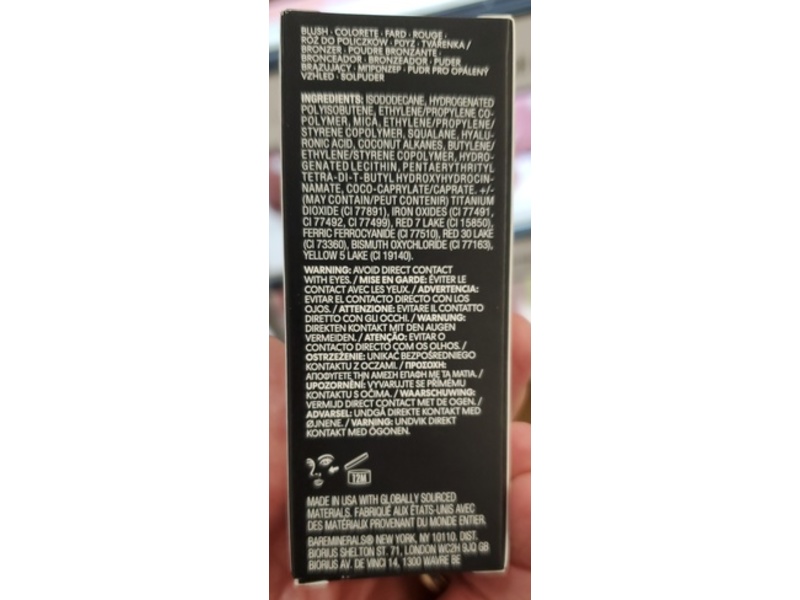 BLUSH · COLORETE · FARD · ROUGE ·
RÓŻ DO POLICZKÓW · ΡΟΥΖ · TVÁŘENKA /
BRONZER · POUDRE BRONZANTE ·
BRONCEADOR · BRONZEADOR · PUDER
BRĄZUJĄCY · ΜΠΡΟΝΖΕΡ · PUDR PRO OPÁLENÝ
VZHLED · SOLPUDER
INGREDIENTS: ISODODECANE, HYDROGENATED
POLYISOBUTENE, ETHYLENE/PROPYLENE CO-
POLYMER, MICA, ETHYLENE/PROPYLENE/
STYRENE COPOLYMER, SQUALANE, HYALU-
RONIC ACID, COCONUT ALKANES, BUTYLENE/
ETHYLENE/STYRENE COPOLYMER, HYDRO-
GENATED LECITHIN, PENTAERYTHRITYL
TETRA-DI-T-BUTYL HYDROXYHYDROCIN-
NAMATE, COCO-CAPRYLATE/CAPRATE. +/-
(MAY CONTAIN/PEUT CONTENIR) TITANIUM
DIOXIDE (CI 77891), IRON OXIDES (CI 77491,
CI 77492, CI 77499), RED 7 LAKE (CI 15850),
FERRIC FERROCYANIDE (CI 77510), RED 30 LAKE
(CI 73360), BISMUTH OXYCHLORIDE (CI 77163),
YELLOW 5 LAKE (CI 19140).
WARNING: AVOID DIRECT CONTACT
WITH EYES. / MISE EN GARDE: ÉVITER LE
CONTACT AVEC LES YEUX. / ADVERTENCIA:
EVITAR EL CONTACTO DIRECTO CON LOS
OJOS. / ATTENZIONE: EVITARE IL CONTATTO
DIRETTO CON GLI OCCHI. / WARNUNG:
DIREKTEN KONTAKT MIT DEN AUGEN
VERMEIDEN. / ATENÇÃO: EVITAR O
CONTACTO DIRECTO COM OS OLHOS. /
OSTRZEŻENIE: UNIKAĆ BEZPOŚREDNIEGO
KONTAKTU Z OCZAMI. / ΠΡΟΣΟΧΗ:
ΑΠΟΦΥΓΕΤΕ ΤΗΝ ΑΜΕΣΗ ΕΠΑΦΗ ΜΕ ΤΑ ΜΑΤΙΑ. /
UPOZORNĚNÍ: VYVARUJTE SE PŘÍMÉMU
KONTAKTU S OČIMA. / WAARSCHUWING:
VERMIJD DIRECT CONTACT MET DE OGEN. /
ADVARSEL: UNDGÅ DIREKTE KONTAKT MED
ØJNENE. / VARNING: UNDVIK DIREKT
KONTAKT MED ÖGONEN.
12M
MADE IN USA WITH GLOBALLY SOURCED
MATERIALS. FABRIQUÉ AUX ÉTATS-UNIS AVEC
DES MATÉRIAUX PROVENANT DU MONDE ENTIER.
BAREMINERALS® NEW YORK, NY 10110. DIST.
BIORIUS SHELTON ST. 71, LONDON WC2H 9JQ GB
BIORIUS AV. DE VINCI 14, 1300 WAVRE BE